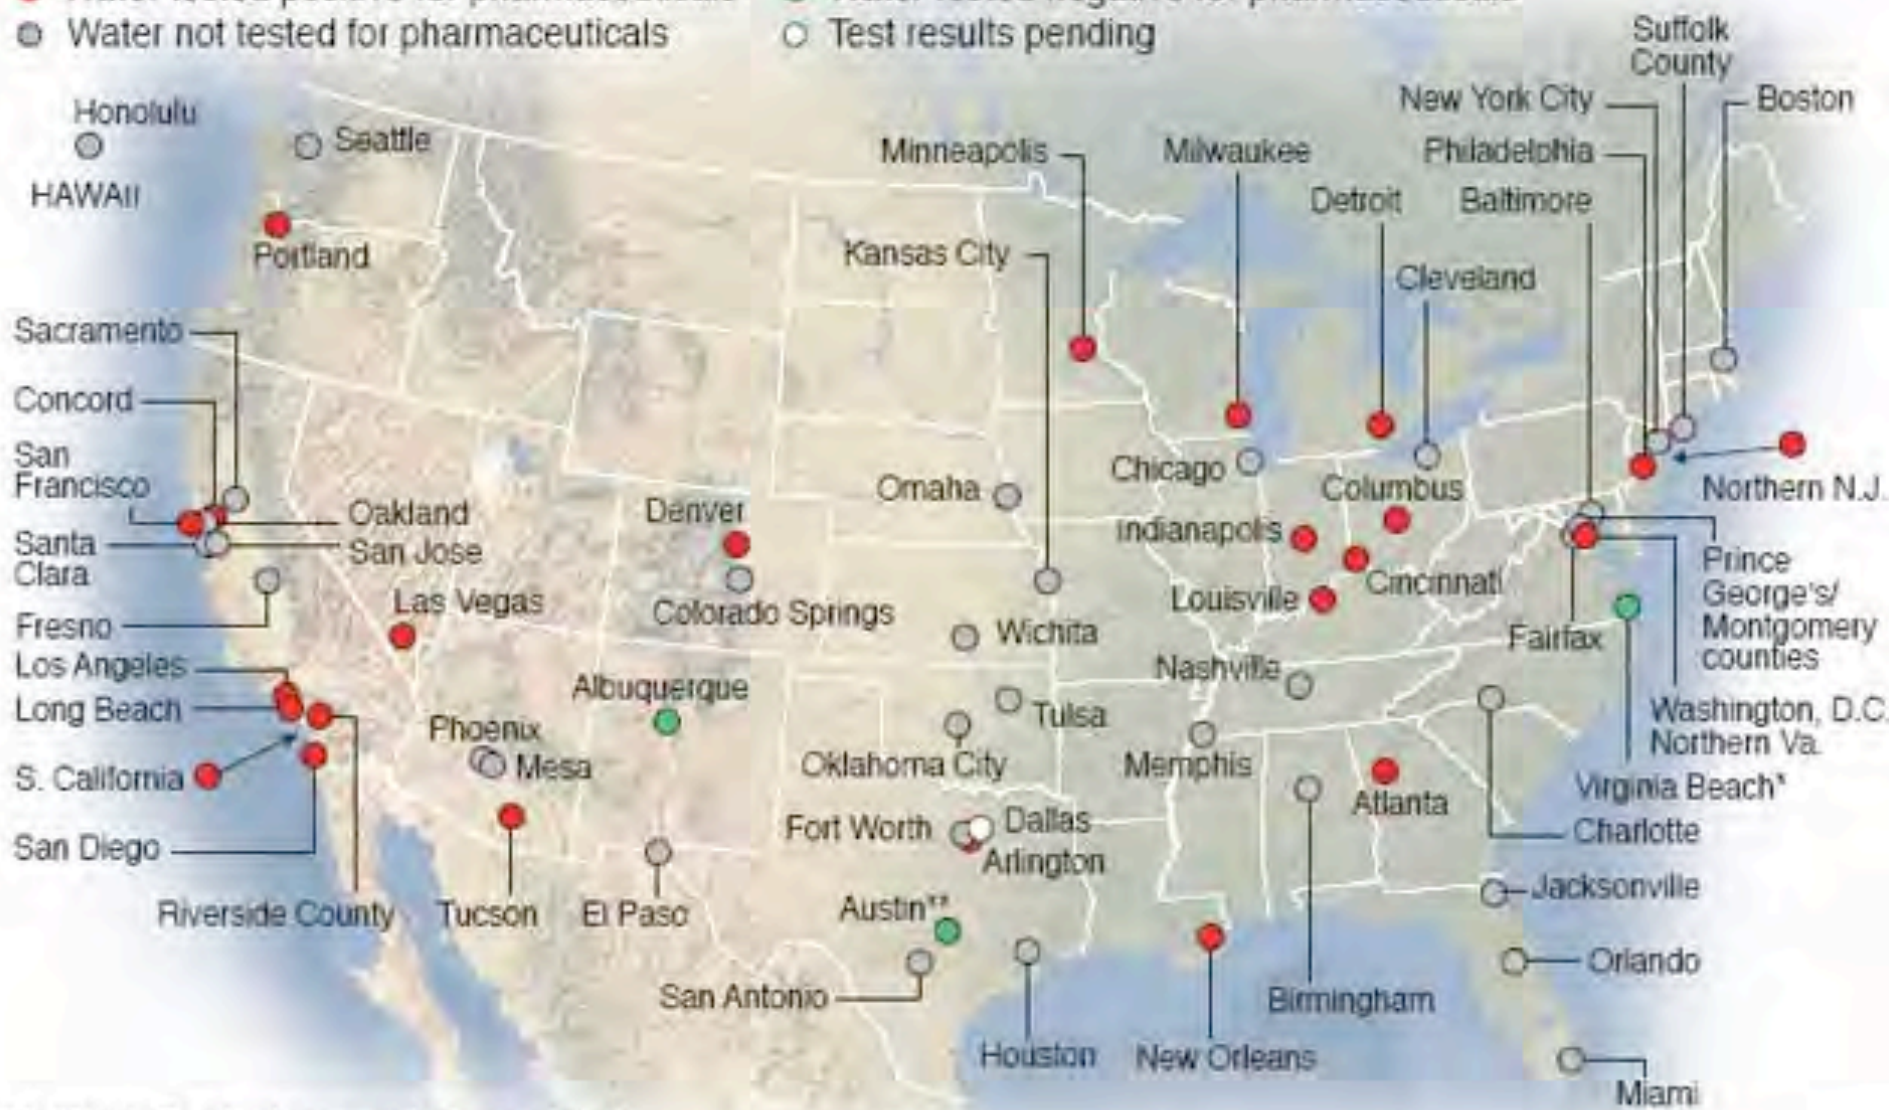 Water not tested for pharmaceuticals
Test results pending
Suffolk
County
New York City
Boston
Honolulu
Seattle
Minneapolis
Milwaukee
Philadelphia
HAWAII
Detroit
Baltimore
Portland
Kansas City
Cleveland
Sacramento
Concord
San
Francisco
Chicago
Omaha
Columbus
Northern N.J.
Oakland
Denver
Indianapolis
Santa
Clara
San Jose
Prince
George's/
Montgomery
counties
Cincinnati
Las Vegas
Colorado Springs
Louisville
Fresno
Wichita
Fairfax
Los Angeles
Nashville
Albuquerque
Long Beach
Tulsa
Washington, D.C.
Northern Va.
Phoenix
Mesa
S. California
Oklahoma City
Memphis
Virginia Beach*
Atlanta
Fort Worth
Dallas
Charlotte
San Diego
Arlington
Jacksonville
Riverside County
Tucson
El Paso
Austin**
Orlando
San Antonio
Birmingham
Houston
New Orleans
Miami